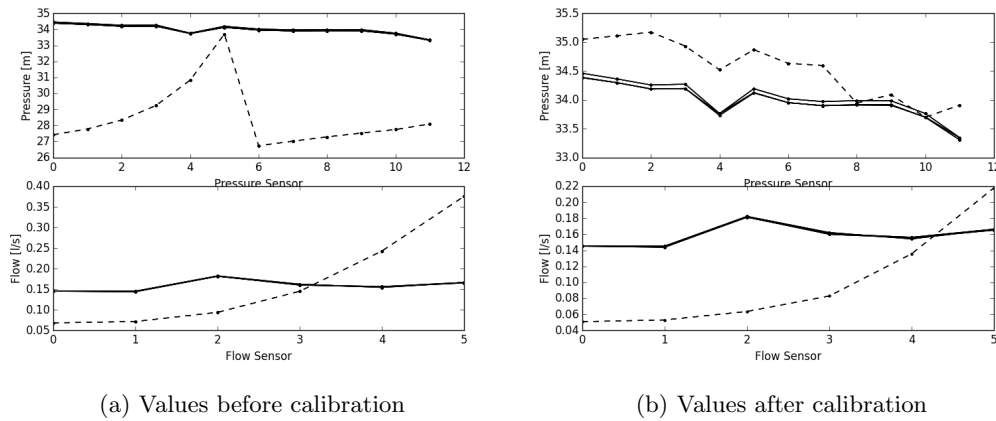 35
34
33
32
31
30
29
28
27
26
Pressure [m]
0 2 4 6 8 10 12
Pressure Sensor
0.40
0.35
0.30
0.25
0.20
0.15
0.10
0.05
Flow [l/s]
0 1 2 3 4 5
Flow Sensor
(a) Values before calibration
35.5
35.0
34.5
34.0
33.5
33.0
Pressure [m]
0 2 4 6 8 10 12
Pressure Sensor
0.22
0.20
0.18
0.16
0.14
0.12
0.10
0.08
0.06
0.04
Flow [l/s]
0 1 2 3 4 5
Flow Sensor
(b) Values after calibration